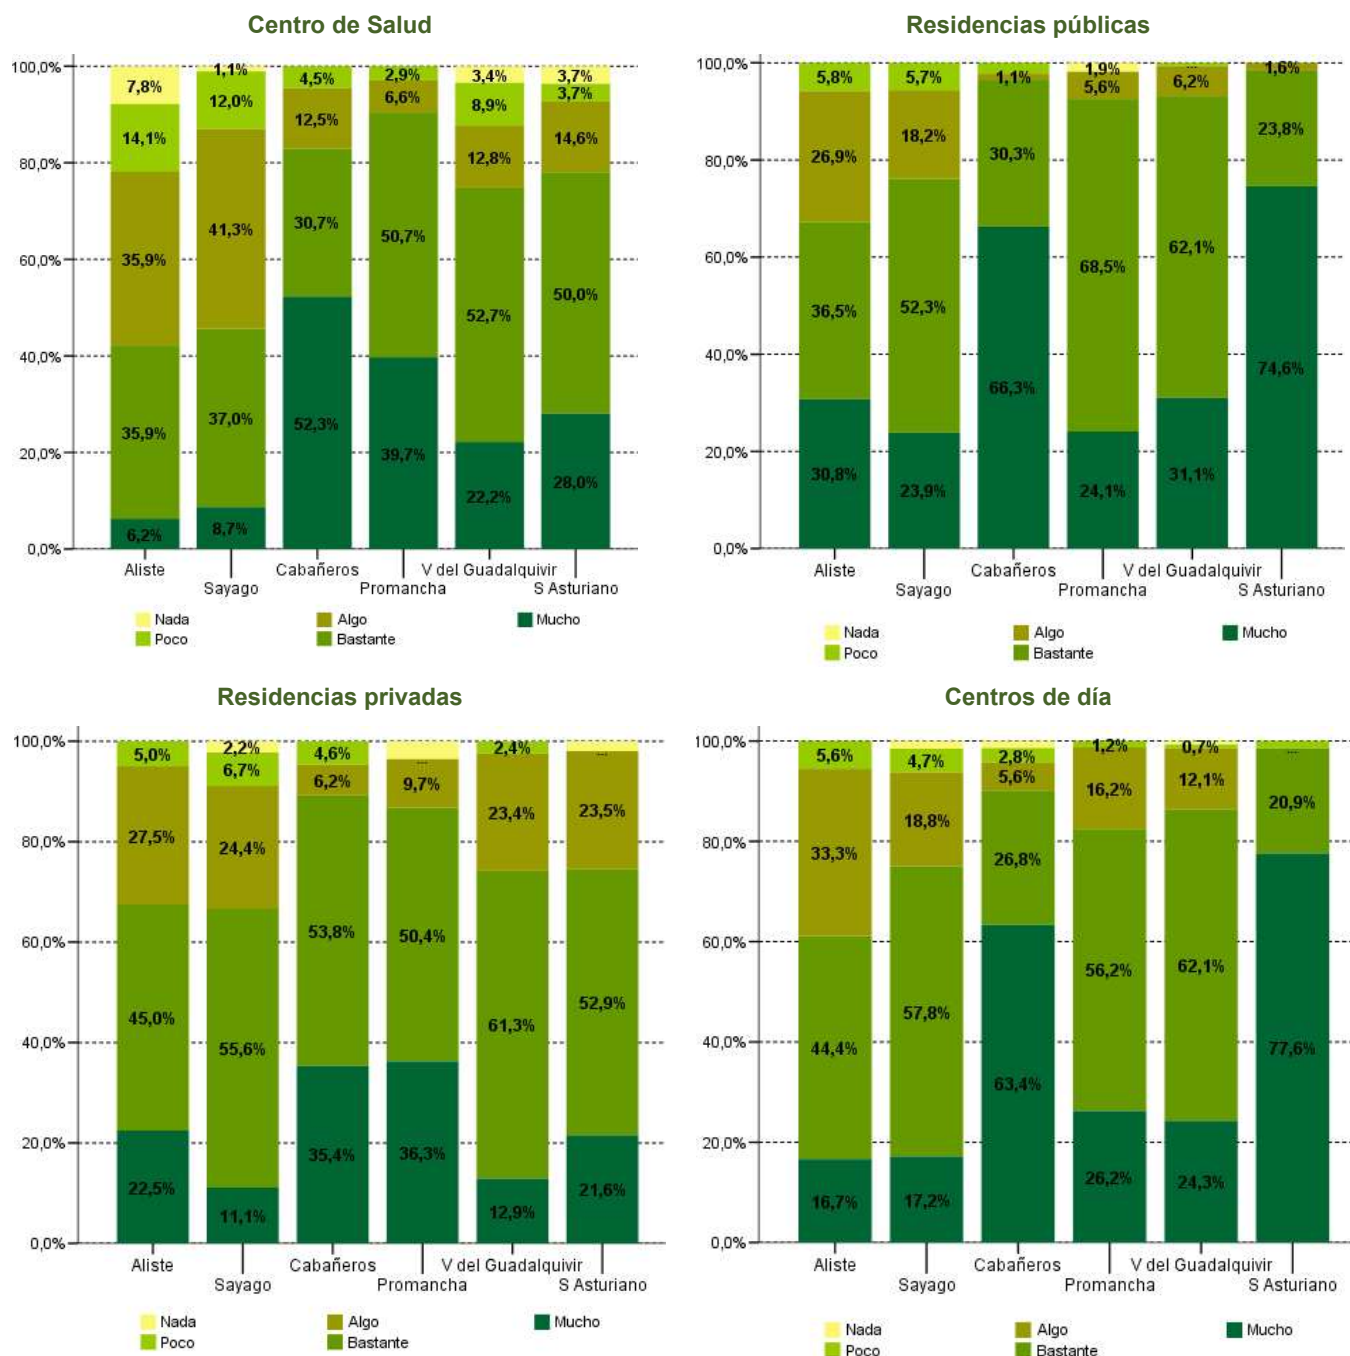 Centro de Salud
100,0%
80,0%
60,0%
40,0%
20,0%
0,0%
7,8%
14,1%
35,9%
35,9%
6,2%
1,1%
12,0%
41,3%
37,0%
8,7%
4,5%
12,5%
30,7%
52,3%
2,9%
6,6%
50,7%
39,7%
3,4%
8,9%
12,8%
52,7%
22,2%
3,7%
3,7%
14,6%
50,0%
28,0%
Aliste
Sayago
Cabañeros
Promancha
V del Guadalquivir
S Asturiano
Nada
Algo
Mucho
Poco
Bastante
Residencias públicas
100,0%
80,0%
60,0%
40,0%
20,0%
0,0%
5,8%
26,9%
36,5%
30,8%
5,7%
18,2%
52,3%
23,9%
1,1%
30,3%
66,3%
1,9%
5,6%
68,5%
24,1%
...
6,2%
62,1%
31,1%
1,6%
23,8%
74,6%
Aliste
Sayago
Cabañeros
Promancha
V del Guadalquivir
S Asturiano
Nada
Algo
Mucho
Poco
Bastante
Residencias privadas
100,0%
80,0%
60,0%
40,0%
20,0%
0,0%
5,0%
27,5%
45,0%
22,5%
2,2%
6,7%
24,4%
55,6%
11,1%
4,6%
6,2%
53,8%
35,4%
...
9,7%
50,4%
36,3%
2,4%
23,4%
61,3%
12,9%
...
23,5%
52,9%
21,6%
Aliste
Sayago
Cabañeros
Promancha
V del Guadalquivir
S Asturiano
Nada
Algo
Mucho
Poco
Bastante
Centros de día
100,0%
80,0%
60,0%
40,0%
20,0%
0,0%
5,6%
33,3%
44,4%
16,7%
4,7%
18,8%
57,8%
17,2%
2,8%
5,6%
26,8%
63,4%
1,2%
16,2%
56,2%
26,2%
0,7%
12,1%
62,1%
24,3%
...
20,9%
77,6%
Aliste
Sayago
Cabañeros
Promancha
V del Guadalquivir
S Asturiano
Nada
Algo
Mucho
Poco
Bastante